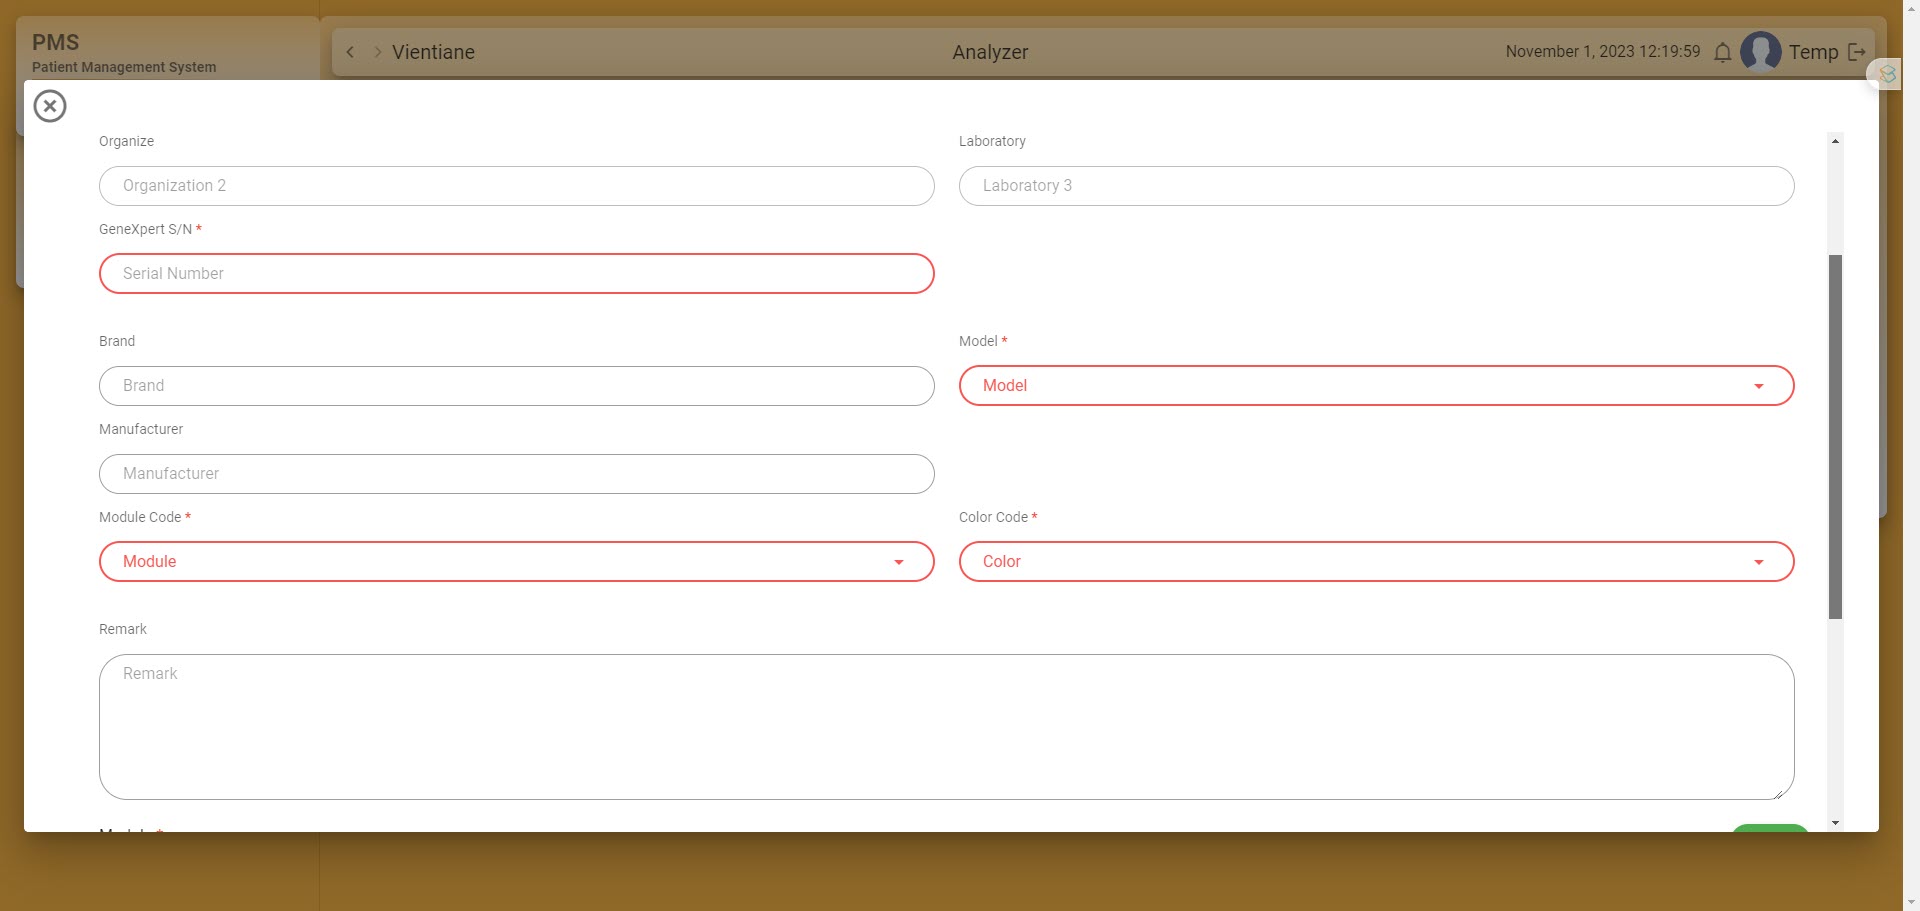 PMS
Patient Management System
Vientiane
Analyzer
November 1, 2023 12:19:59
Temp
Organize
Laboratory
Organization 2
Laboratory 3
GeneXpert S/N *
Serial Number
Brand
Model *
Brand
Model
Manufacturer
Manufacturer
Module Code *
Color Code *
Module
Color
Remark
Remark